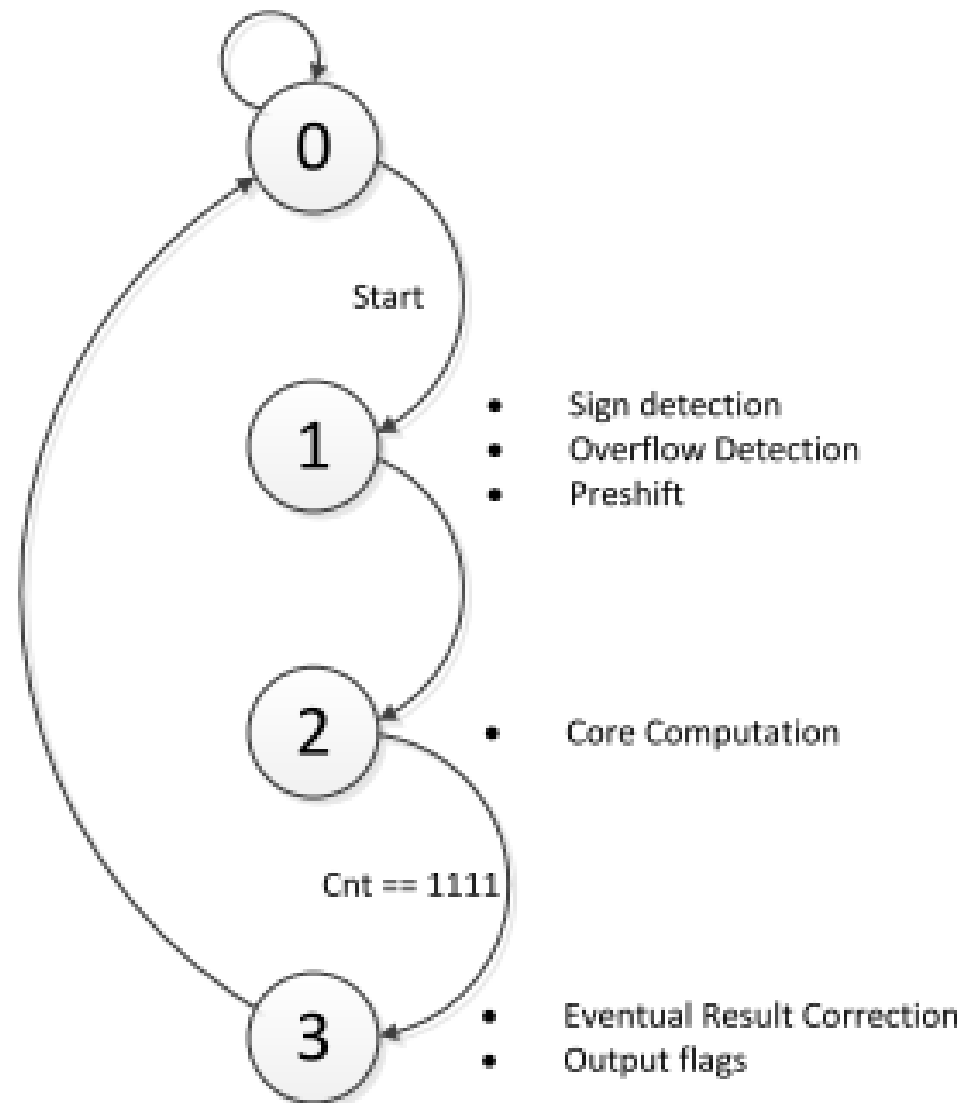 0
Start
1
• Sign detection
• Overflow Detection
• Preshift
2
• Core Computation
Cnt == 1111
3
• Eventual Result Correction
• Output flags